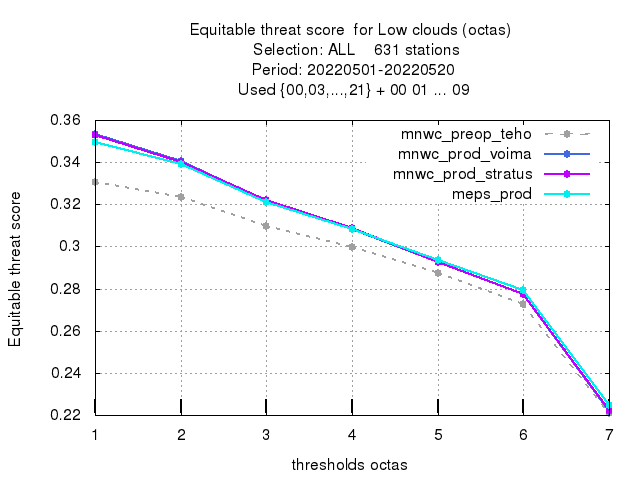 Equitable threat score  for Low clouds (octas)
Selection: ALL    631 stations
Period: 20220501-20220520
Used {00,03,...,21} + 00 01 ... 09
mnwc_preop_teho
mnwc_prod_voima
mnwc_prod_stratus
meps_prod
Equitable threat score
0.36
0.34
0.32
0.3
0.28
0.26
0.24
0.22
1 2 3 4 5 6 7
thresholds octas